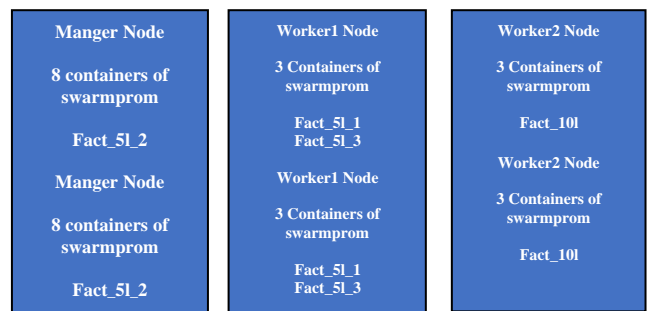 Manger Node
8 containers of
swarmprom
Fact_5l_2
Manger Node
8 containers of
swarmprom
Fact_5l_2
Worker1 Node
3 Containers of
swarmprom
Fact_5l_1
Fact_5l_3
Worker1 Node
3 Containers of
swarmprom
Fact_5l_1
Fact_5l_3
Worker2 Node
3 Containers of
swarmprom
Fact_10l
Worker2 Node
3 Containers of
swarmprom
Fact_10l